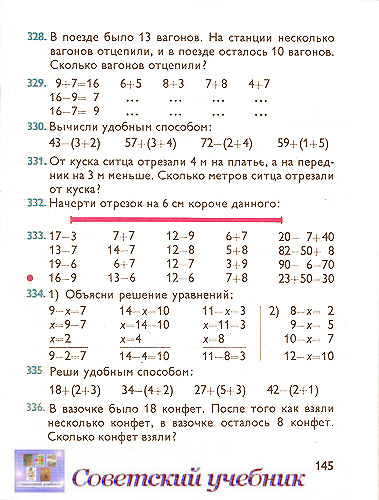 328. В поезде было 13 вагонов. На станции несколько
вагонов отцепили, и в поезде осталось 10 вагонов.
Сколько вагонов отцепили?
329. 9+7=16 6+5 8+3 7+8 4+7
16−9= 7 ... ... ... ...
16−7= 9 ... ... ... ...
330. Вычисли удобным способом:
43−(3+2) 57+(3+4) 72−(2+4) 59+(1+5)
331. От куска ситца отрезали 4 м на платье, а на перед-
ник на 3 м меньше. Сколько метров ситца отрезали
от куска?
332. Начерти отрезок на 6 см короче данного:
333. 17−3 7+7 12−9 6+7 20− 7+40
13−7 14−7 12−8 5+8 82−50+ 8
19−6 6+7 12−7 3+9 90− 6−70
16−9 13−6 12−6 7+8 23+50−30
334. 1) Объясни решение уравнений:
9−x=7 14−x=10 11−x=3 2) 8−x= 2
x=9−7 x=14−10 x=11−3 9−x= 5
x=2 x=4 x=8 10−x= 7
9−2=7 14−4=10 11−8=3 12−x=10
335 Реши удобным способом:
18+(2+3) 34−(4+2) 27+(5+3) 42−(2+1)
336. В вазочке было 18 конфет. После того как взяли
несколько конфет, в вазочке осталось 8 конфет.
Сколько конфет взяли?
145
Советский учебник